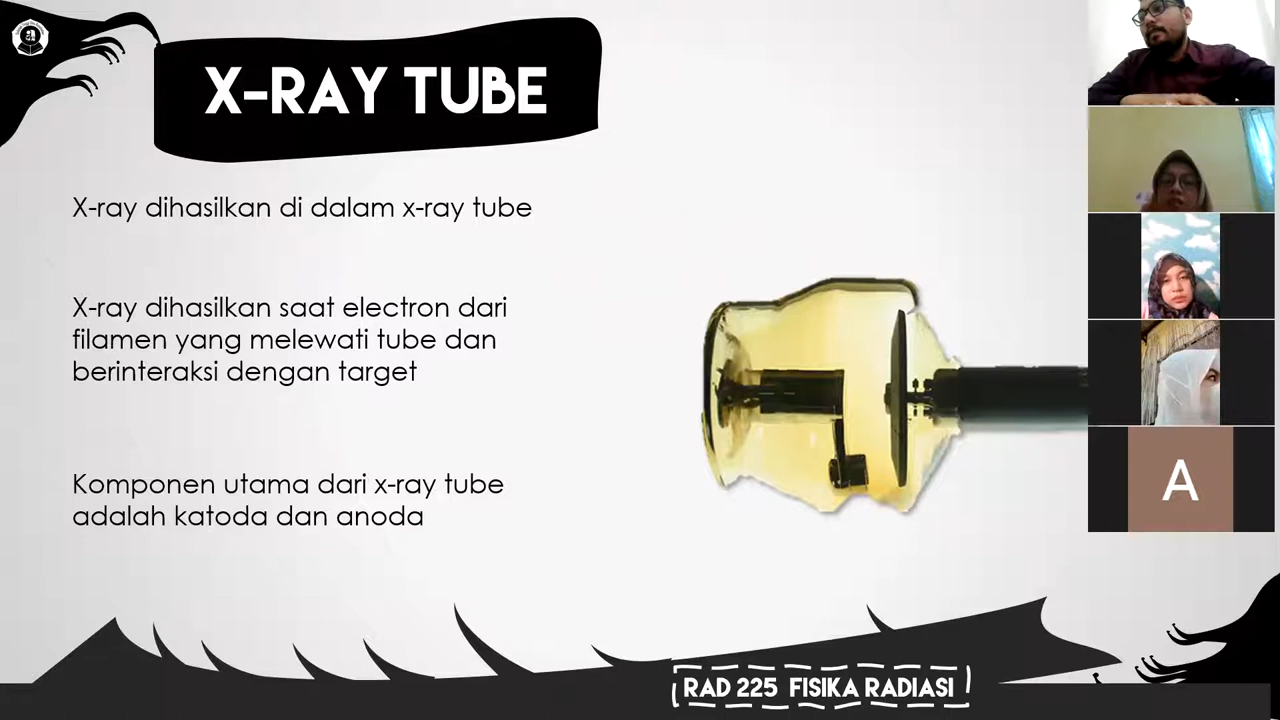 X-RAY TUBE
X-ray dihasilkan di dalam x-ray tube
X-ray dihasilkan saat electron dari
filamen yang melewati tube dan
berinteraksi dengan target
Komponen utama dari x-ray tube
adalah katoda dan anoda
A
RAD 225 FISIKA RADIASI